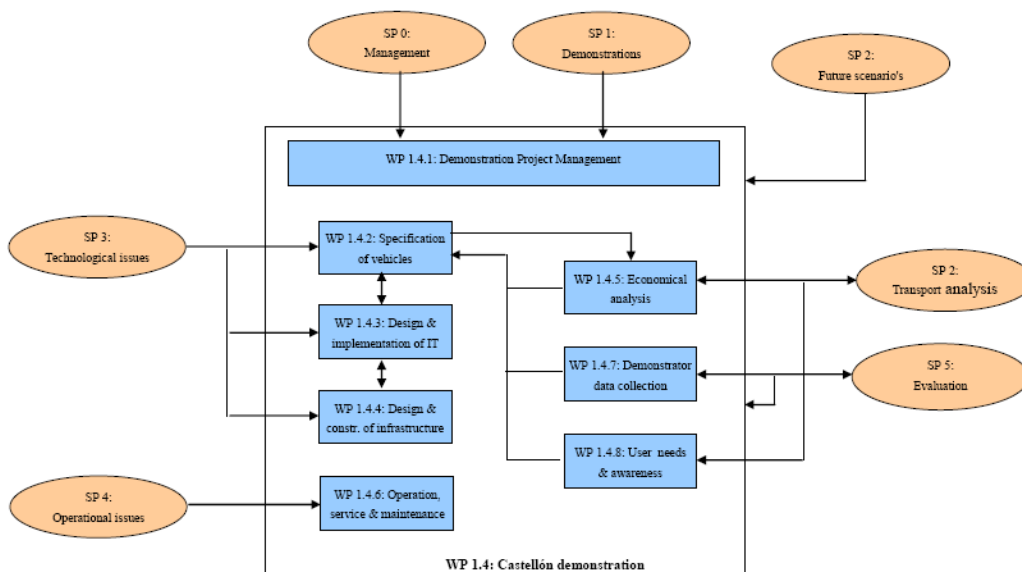 SP 0:
Management
SP 1:
Demonstrations
SP 2:
Future scenario's
WP 1.4.1: Demonstration Project Management
SP 3:
Technological issues
WP 1.4.2: Specification
of vehicles
WP 1.4.5: Economical
analysis
SP 2:
Transport analysis
WP 1.4.3: Design &
implementation of IT
WP 1.4.7: Demonstrator
data collection
SP 5:
Evaluation
WP 1.4.4: Design &
constr. of infrastructure
WP 1.4.8: User needs
& awareness
SP 4:
Operational issues
WP 1.4.6: Operation,
service & maintenance
WP 1.4: Castellón demonstration